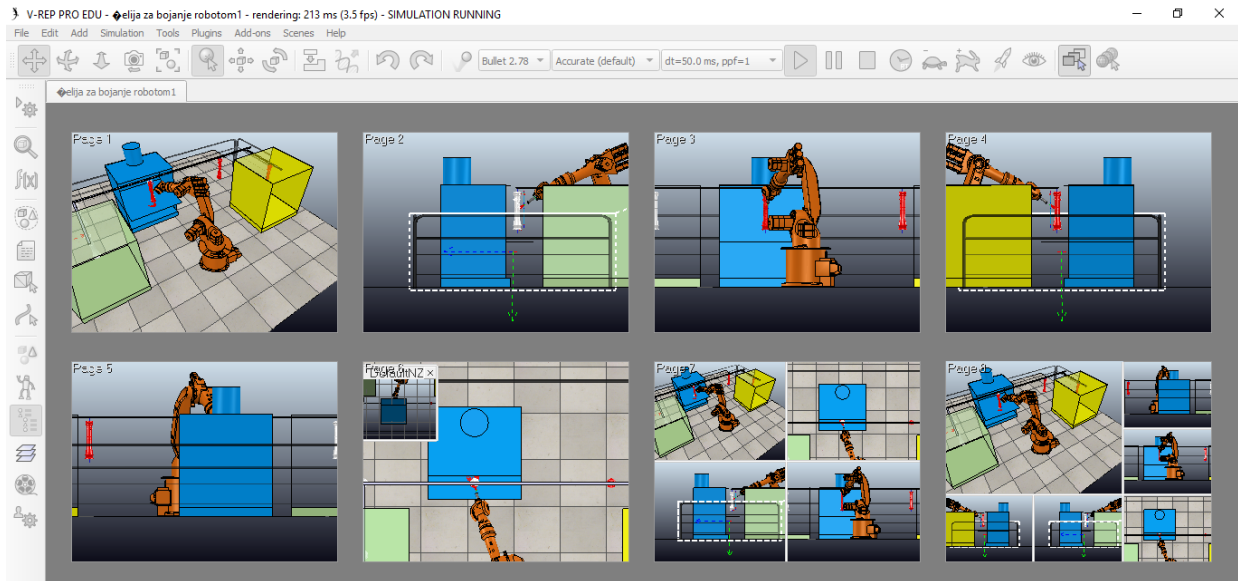 V-REP PRO EDU - �elija za bojanje robotom1 - rendering: 213 ms (3.5 fps) - SIMULATION RUNNING
File Edit Add Simulation Tools Plugins Add-ons Scenes Help
Bullet 2.78 Accurate (default) dt=50.0 ms, ppf=1
�elija za bojanje robotom1
f(x)
Page 1 Page 2 Page 3 Page 4
Page 5 Page 6 Page 7 Page 8
DefaultNZ ×